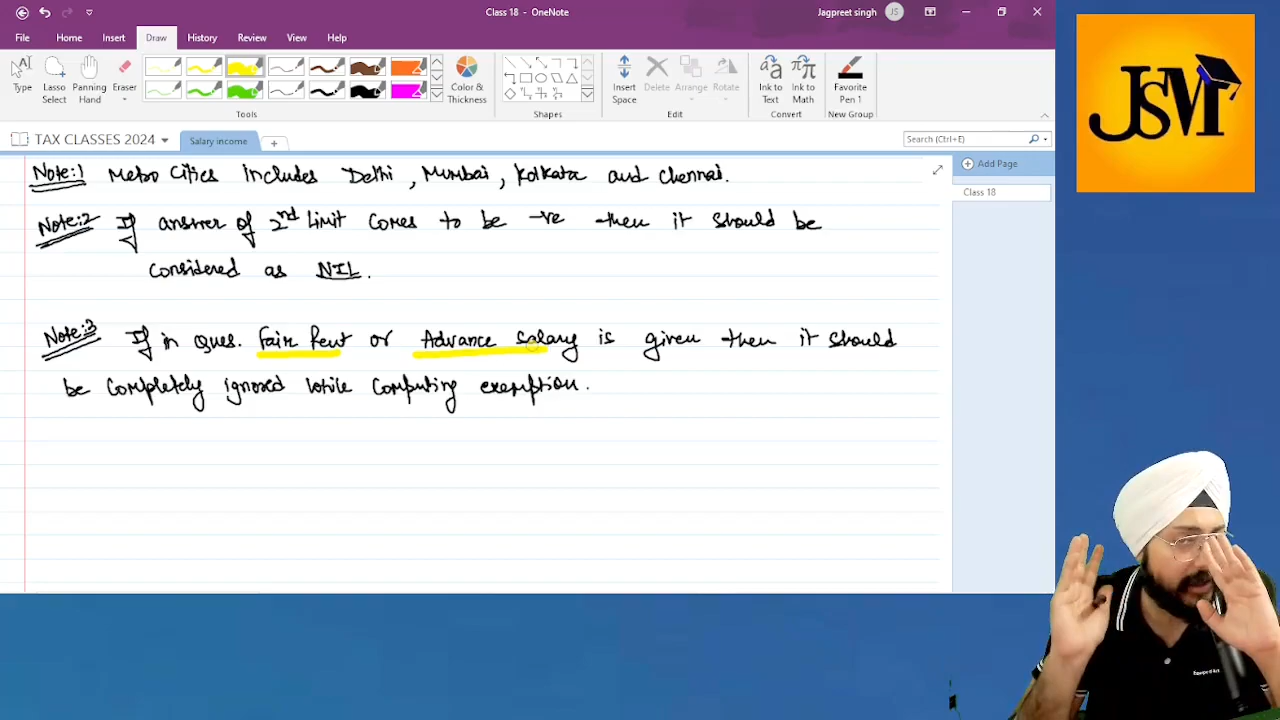 Class 18 - OneNote
Jagpreet singh JS
File Home Insert Draw History Review View Help
Type
Lasso Select
Panning Hand
Eraser
Color & Thickness
Insert Space
Delete
Arrange
Rotate
Ink to Text
Ink to Math
Favorite Pen 1
Tools
Shapes
Edit
Convert
New Group
TAX CLASSES 2024
Salary income
Search (Ctrl+E)
Add Page
Class 18
Note:1 Metro Cities includes Delhi, Mumbai, Kolkata and Chennai.
Note:2 If answer of 2nd limit Comes to be -ve then it should be
Considered as NIL.
Note:3 If in Ques. Fair Rent or Advance Salary is given then it should
be Completely ignored while Computing exemption.
JSM